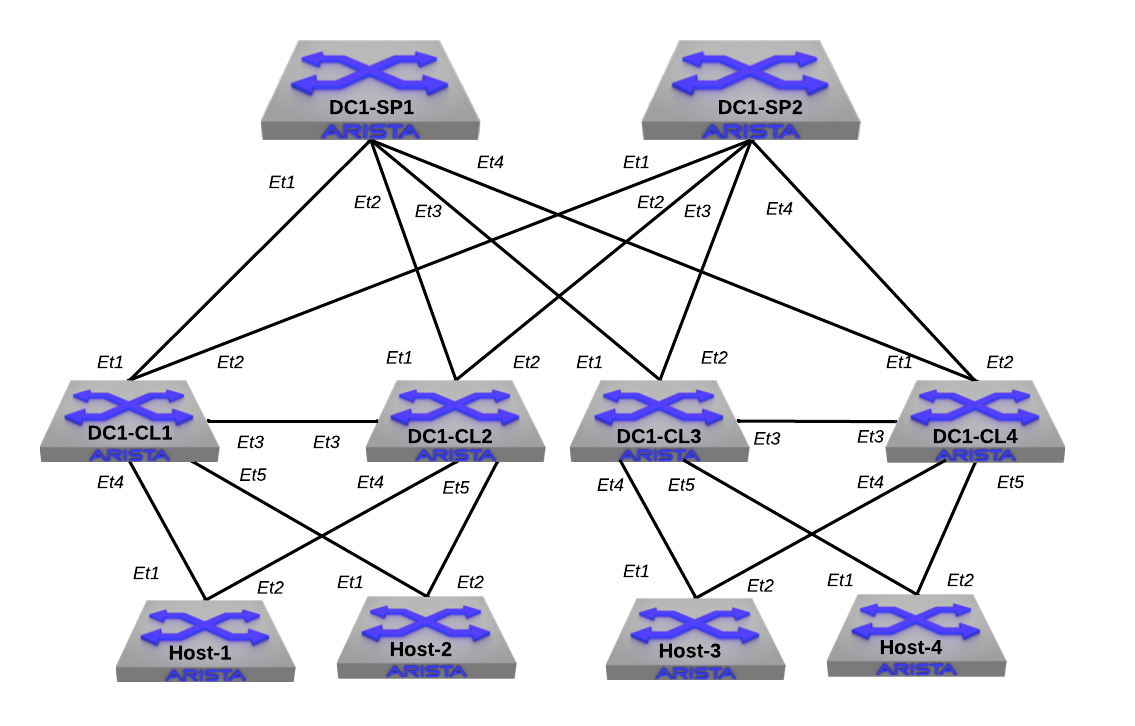 DC1-SP1
DC1-SP2
ARISTA
ARISTA
Et4
Et1
Et1
Et2
Et3
Et2
Et3
Et4
Et1
Et2
Et1
Et2
Et1
Et2
Et1
Et2
DC1-CL1
DC1-CL2
DC1-CL3
DC1-CL4
Et3
Et3
Et3
Et3
ARISTA
ARISTA
ARISTA
ARISTA
Et4
Et5
Et4
Et5
Et4
Et5
Et4
Et5
Et1
Et2
Et1
Et2
Et1
Et2
Et1
Et2
Host-1
Host-2
Host-3
Host-4
ARISTA
ARISTA
ARISTA
ARISTA